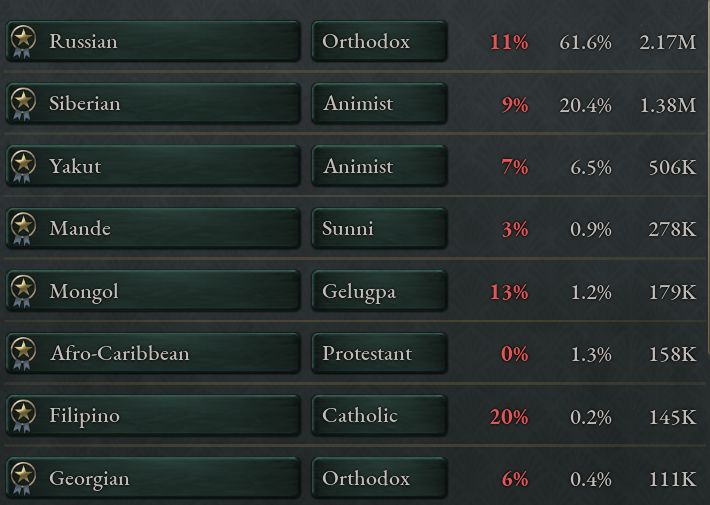 Russian Orthodox 11% 61.6% 2.17M
Siberian Animist 9% 20.4% 1.38M
Yakut Animist 7% 6.5% 506K
Mande Sunni 3% 0.9% 278K
Mongol Gelugpa 13% 1.2% 179K
Afro-Caribbean Protestant 0% 1.3% 158K
Filipino Catholic 20% 0.2% 145K
Georgian Orthodox 6% 0.4% 111K